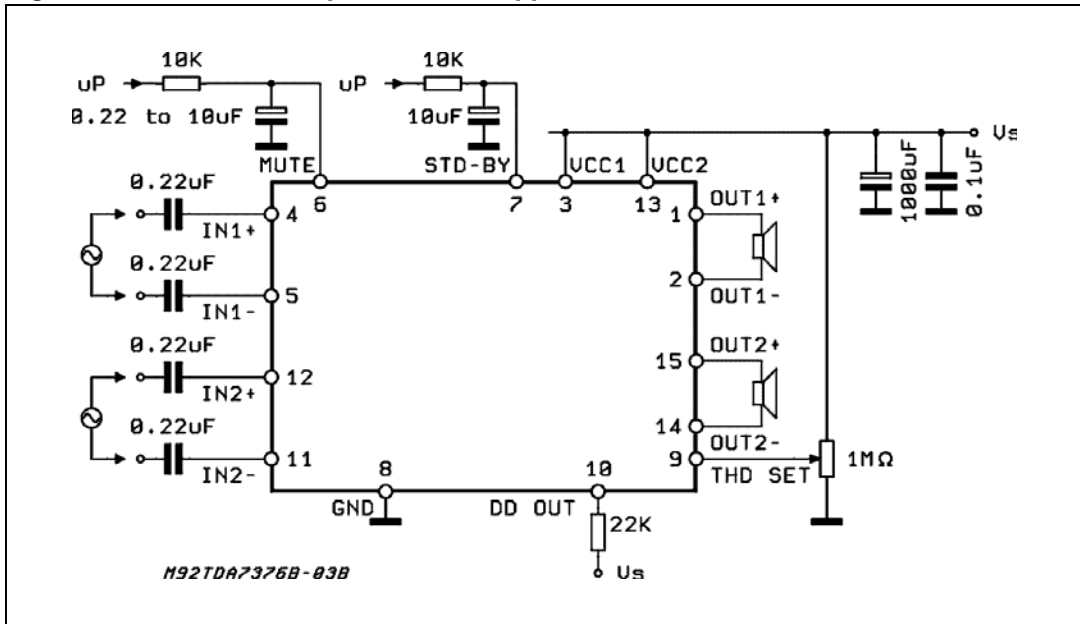 10K
10K
uP
uP
0.22 to 10uF
10uF
Vs
MUTE
STD-BY
VCC1
VCC2
1000uF
0.1uF
6
7
3
13
0.22uF
4
IN1+
OUT1+
1
0.22uF
5
IN1-
2
OUT1-
0.22uF
12
IN2+
OUT2+
15
0.22uF
11
IN2-
14
OUT2-
9
THD SET
1MΩ
8
10
GND
DD OUT
22K
Vs
M92TDA7376B-03B